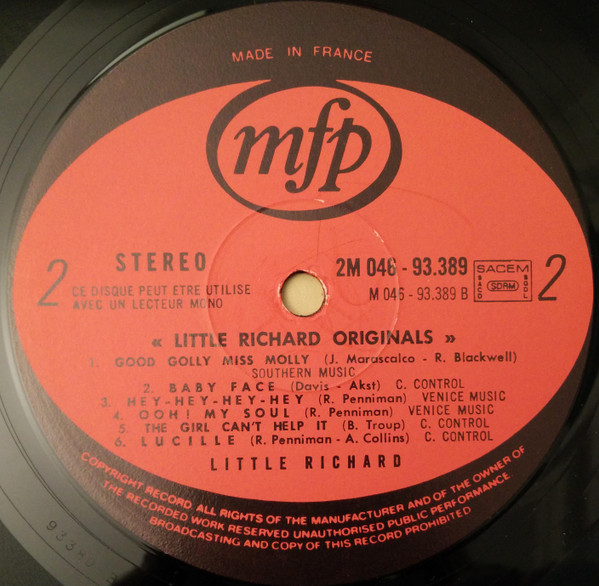 MADE IN FRANCE
mfp
2
STEREO
CE DISQUE PEUT ETRE UTILISE
AVEC UN LECTEUR MONO
2M 046 - 93.389
M 046 - 93.389 B
SACEM
SACD
SDRM
SGDL
2
« LITTLE RICHARD ORIGINALS »
1. GOOD GOLLY MISS MOLLY (J. Marascalco - R. Blackwell)
SOUTHERN MUSIC
2. BABY FACE (Davis - Akst) C. CONTROL
3. HEY-HEY-HEY-HEY (R. Penniman) VENICE MUSIC
4. OOH! MY SOUL (R. Penniman) VENICE MUSIC
5. THE GIRL CAN'T HELP IT (B. Troup) C. CONTROL
6. LUCILLE (R. Penniman - A. Collins) C. CONTROL
LITTLE RICHARD
COPYRIGHT RECORD. ALL RIGHTS OF THE MANUFACTURER AND OF THE OWNER OF
THE RECORDED WORK RESERVED UNAUTHORISED PUBLIC PERFORMANCE
BROADCASTING AND COPY OF THIS RECORD PROHIBITED